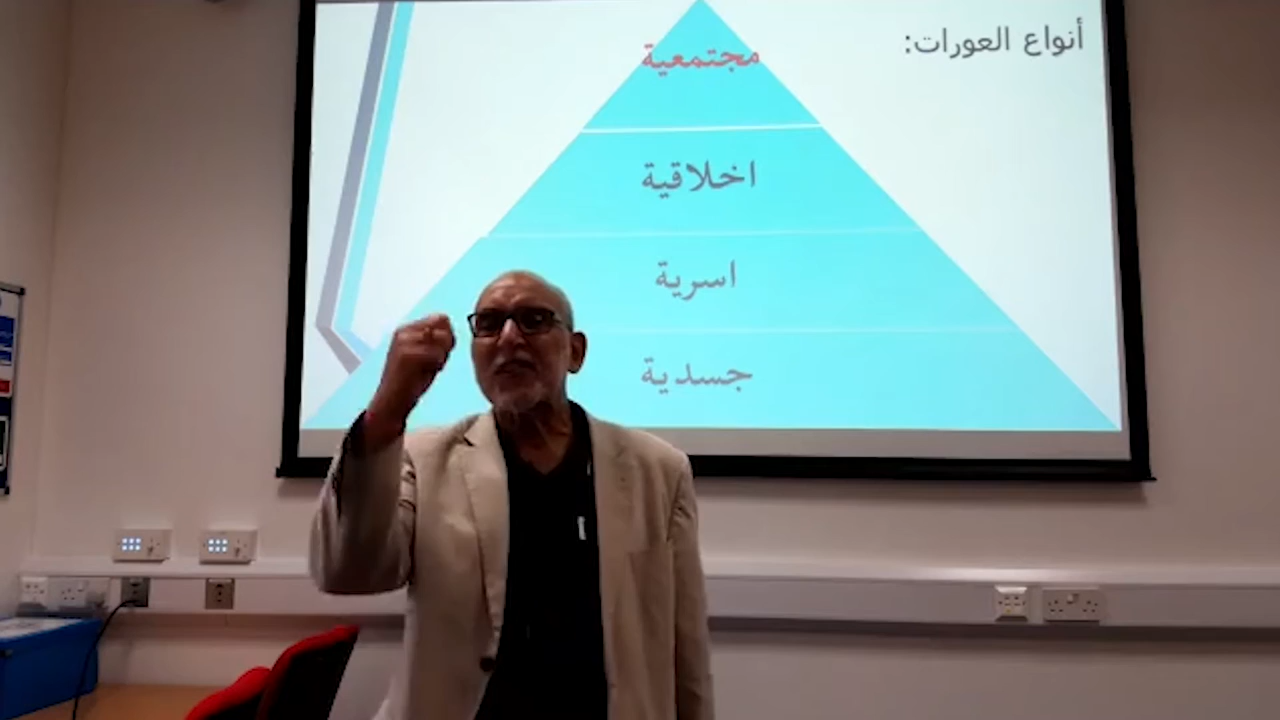 أنواع العورات:
مجتمعية
اخلاقية
اسرية
جسدية